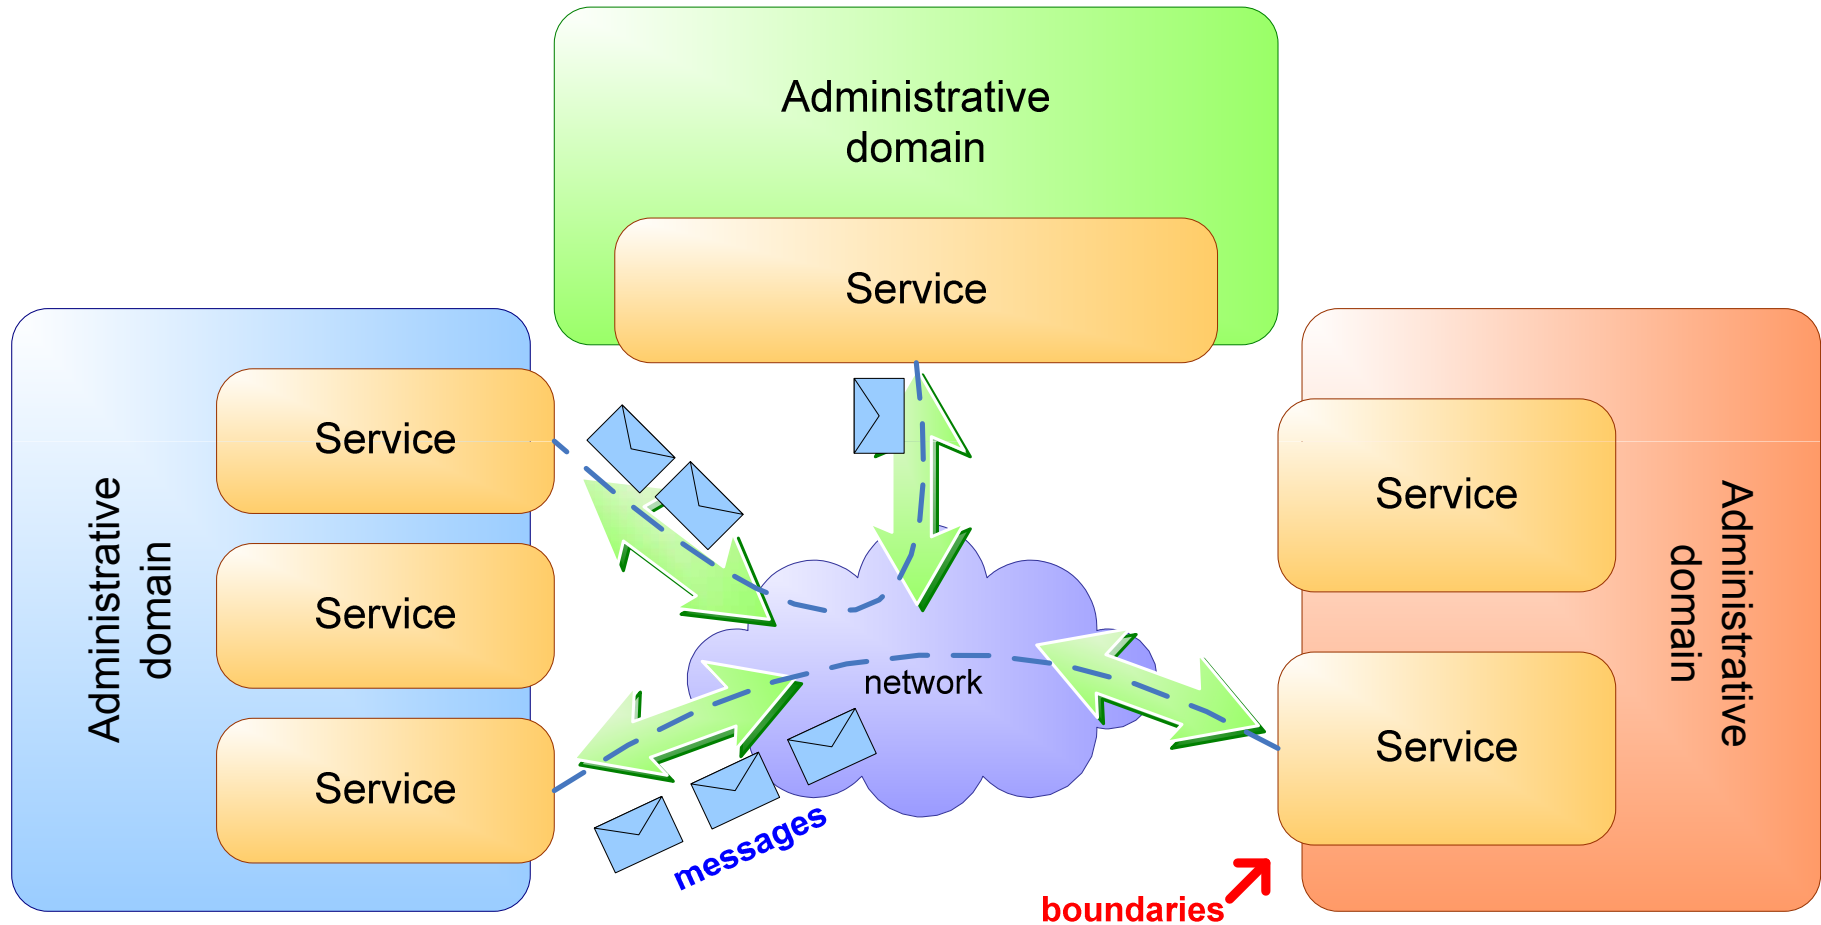 Administrative
domain
Service
Administrative
domain
Service
Service
Service
network
messages
Service
Service
Administrative
domain
boundaries